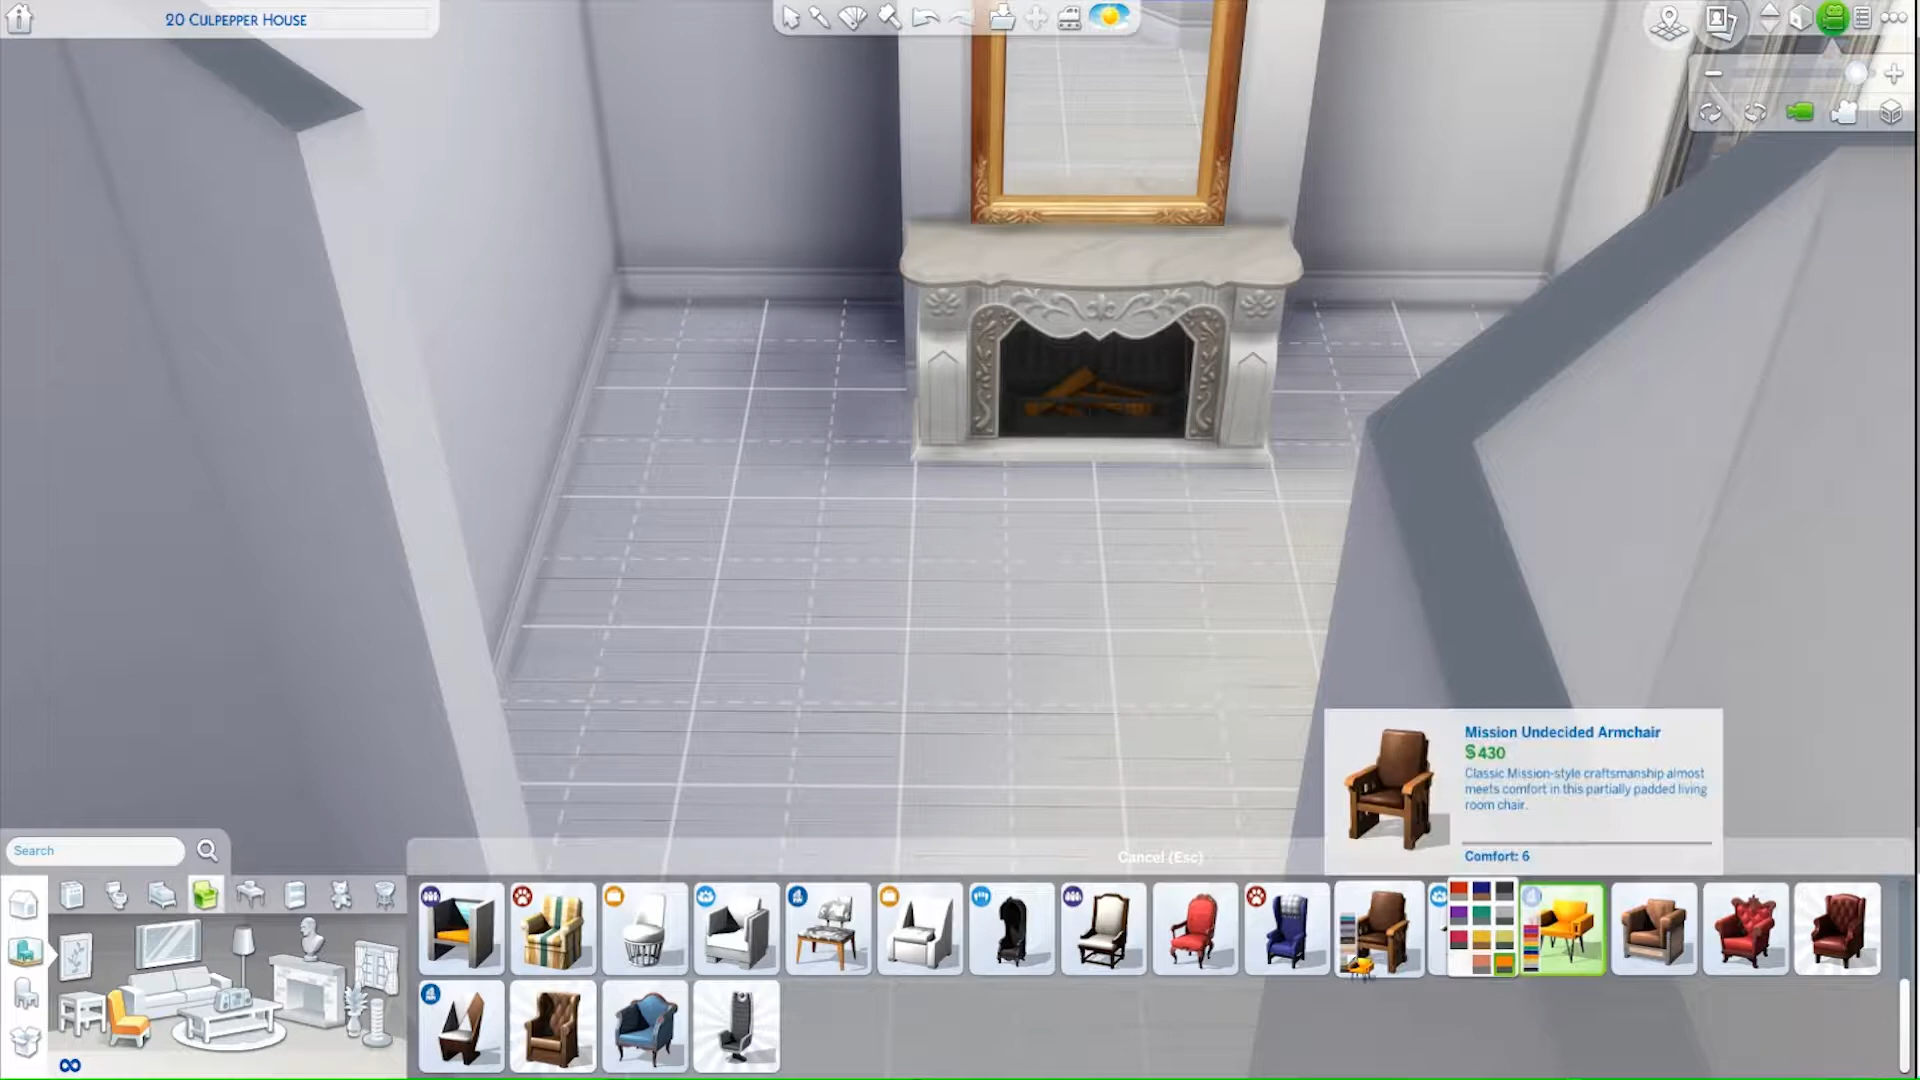 20 Culpepper House
Mission Undecided Armchair
§430
Classic Mission-style craftsmanship almost
meets comfort in this partially padded living
room chair.
Comfort: 6
Search
Cancel (Esc)